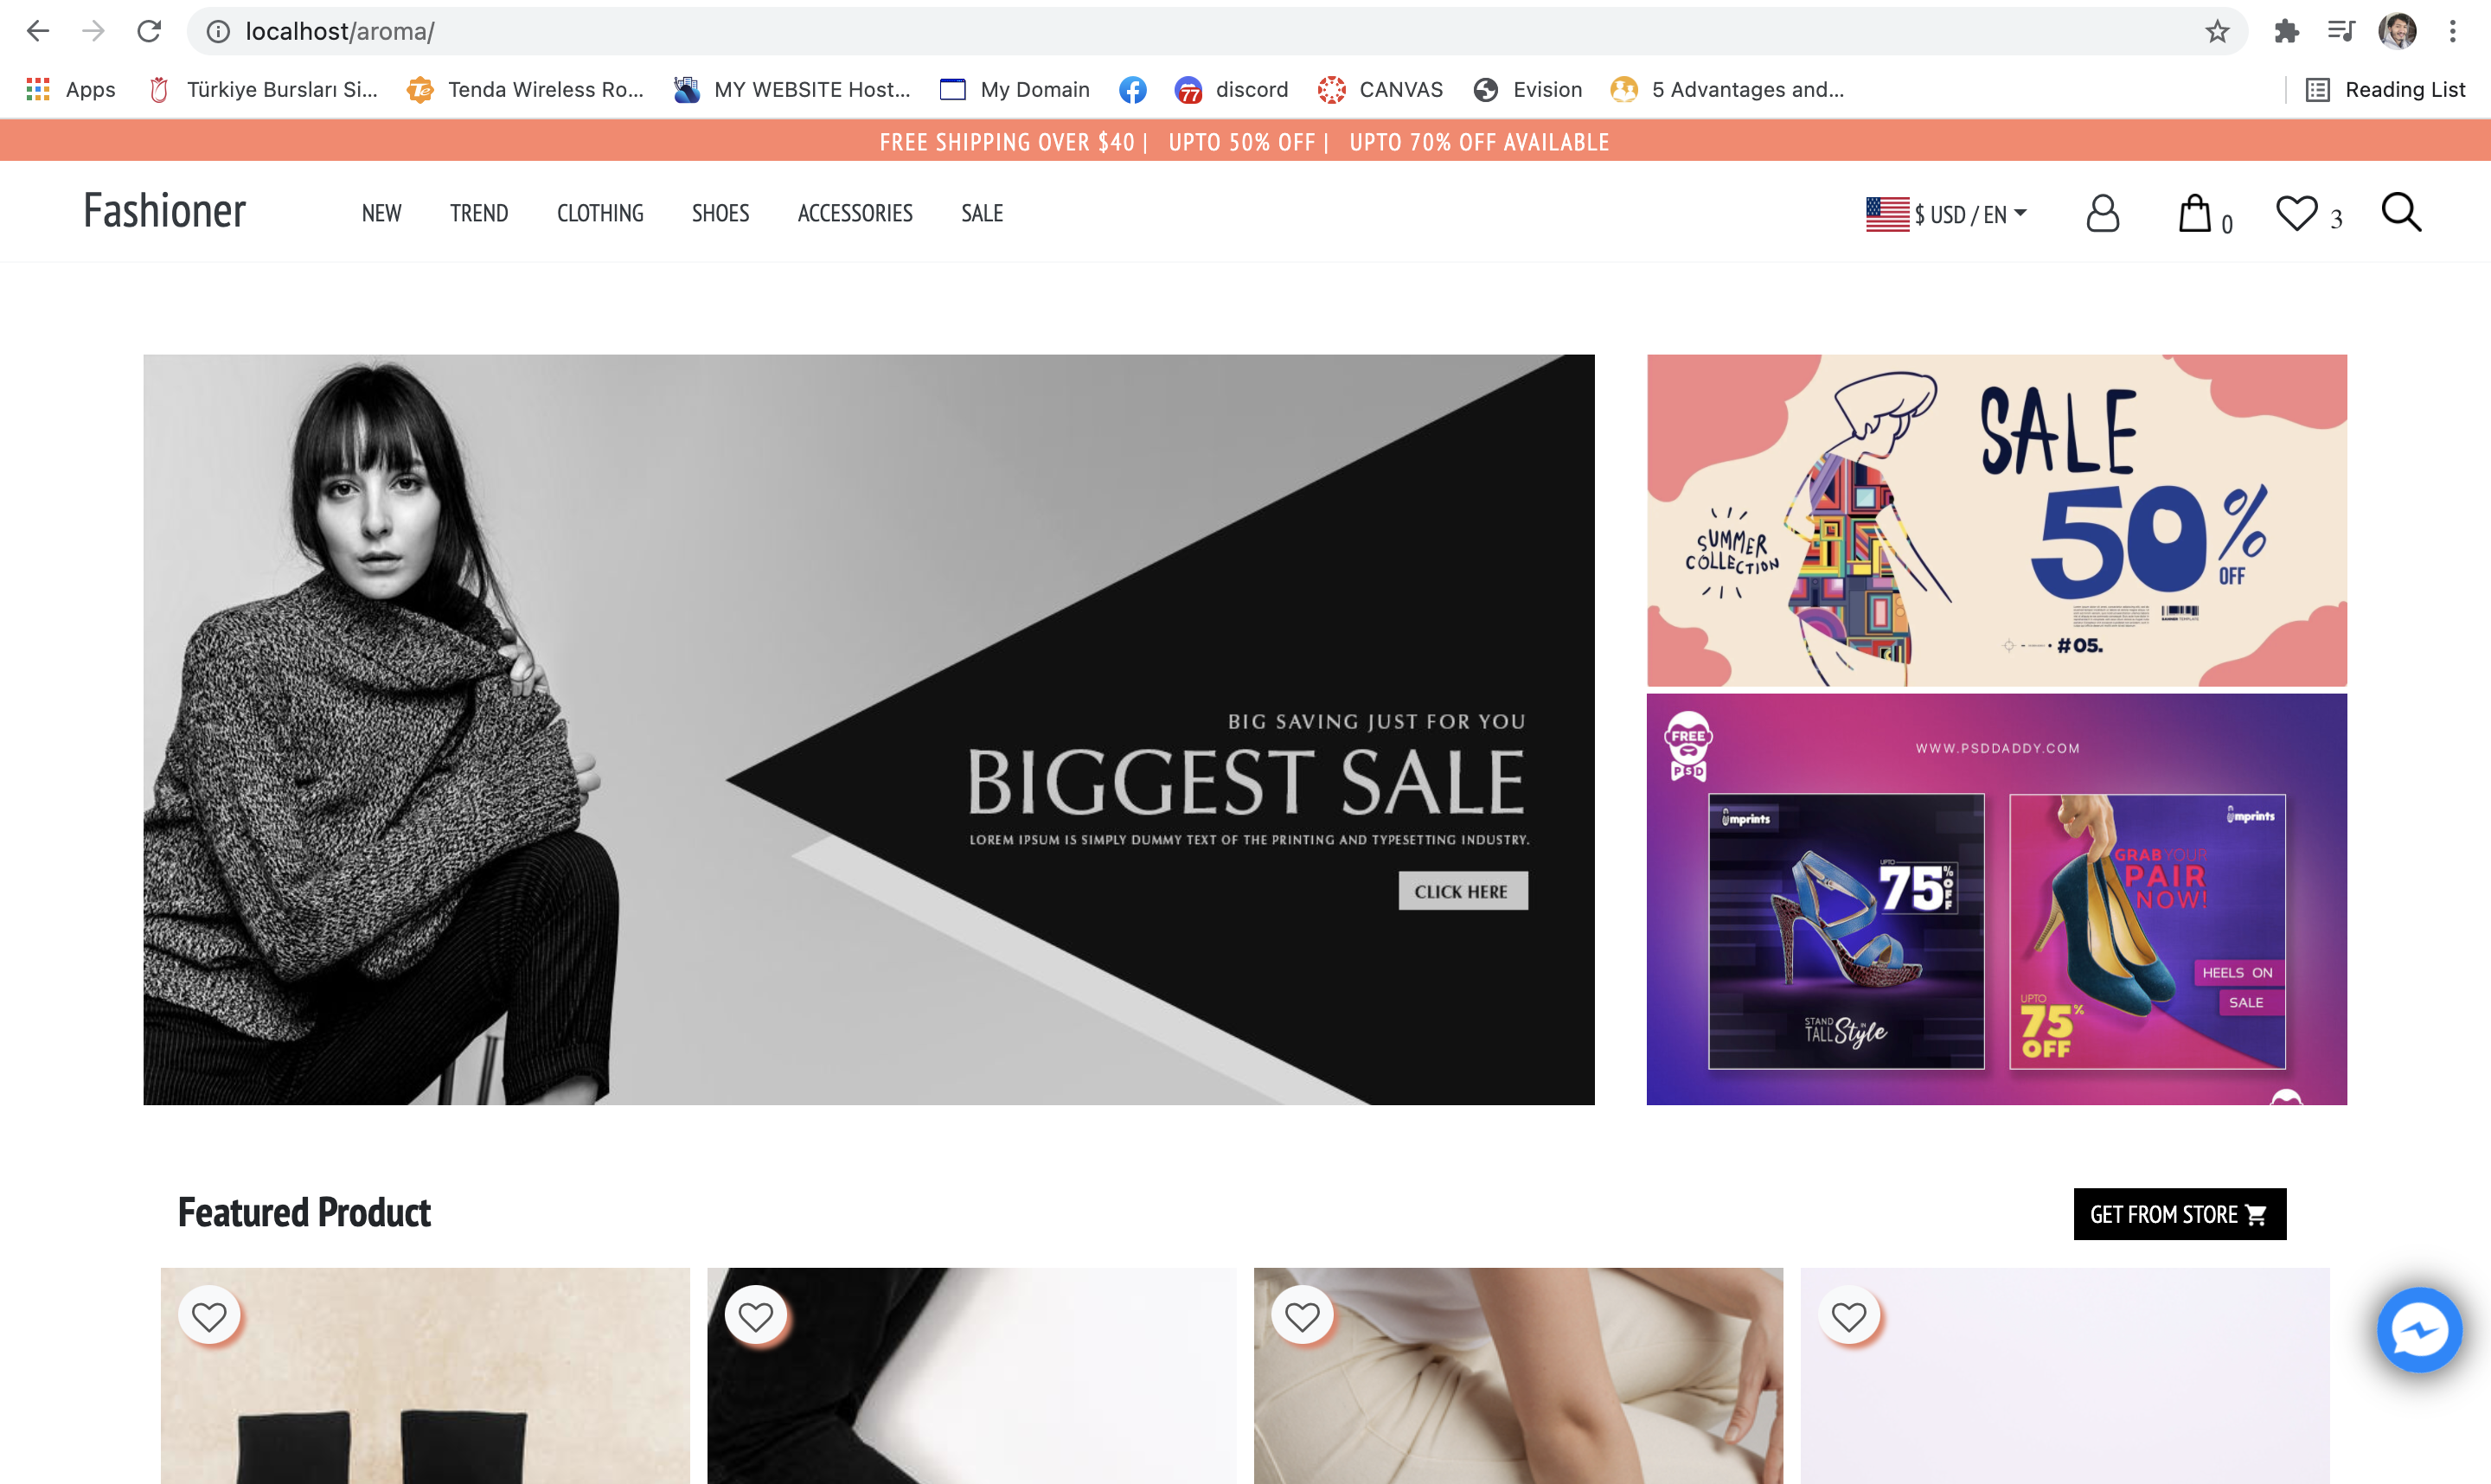 localhost/aroma/
Apps Türkiye Bursları Si... Tenda Wireless Ro... MY WEBSITE Host... My Domain discord CANVAS Evision 5 Advantages and... Reading List
FREE SHIPPING OVER $40 | UPTO 50% OFF | UPTO 70% OFF AVAILABLE
Fashioner NEW TREND CLOTHING SHOES ACCESSORIES SALE $ USD / EN 0 3
BIG SAVING JUST FOR YOU
BIGGEST SALE
LOREM IPSUM IS SIMPLY DUMMY TEXT OF THE PRINTING AND TYPESETTING INDUSTRY.
CLICK HERE
SALE
50%
OFF
SUMMER
COLLECTION
BANNER TEMPLATE
#05.
FREE
PSD
WWW.PSDDADDY.COM
mprints
UPTO
75%
OFF
STAND IN
TALL Style
mprints
GRAB YOUR
PAIR
NOW!
HEELS ON
SALE
UPTO
75%
OFF
Featured Product
GET FROM STORE